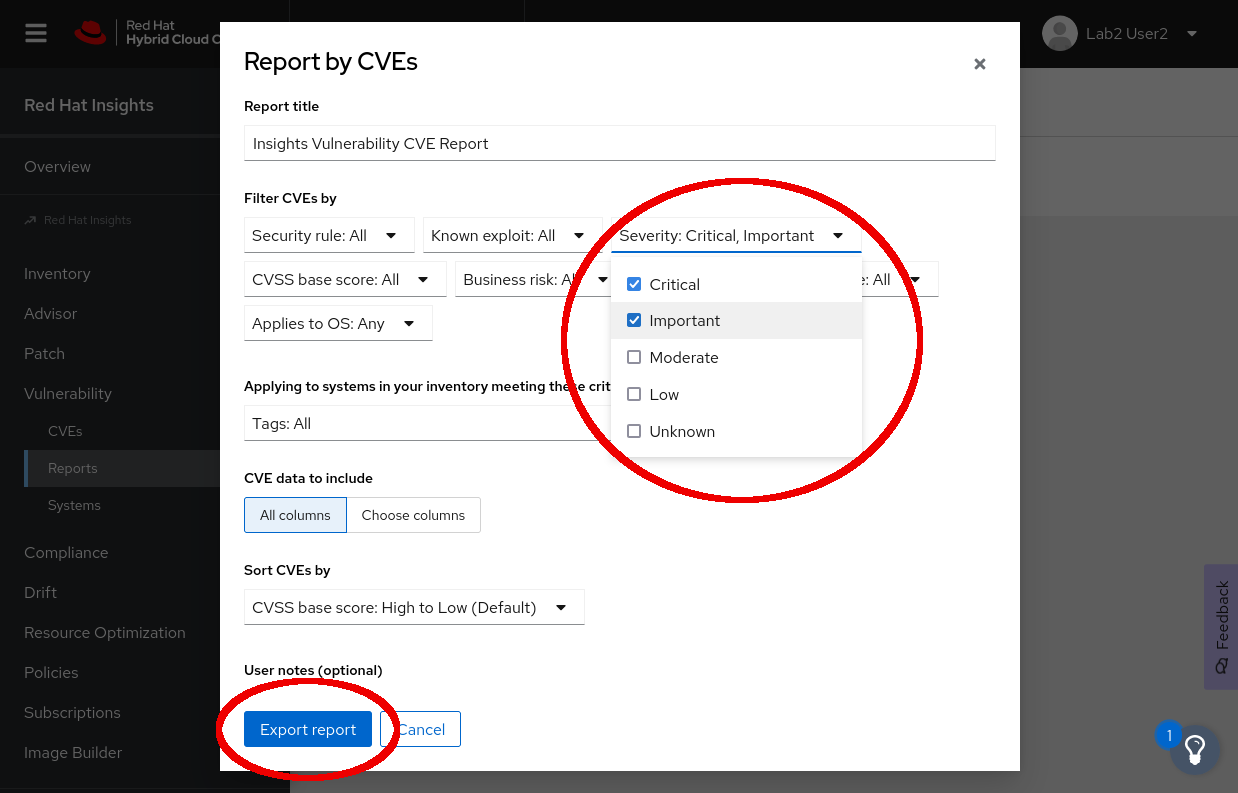 Red Hat
Hybrid Cloud C
Lab2 User2
Red Hat Insights
Overview
Red Hat Insights
Inventory
Advisor
Patch
Vulnerability
CVEs
Reports
Systems
Compliance
Drift
Resource Optimization
Policies
Subscriptions
Image Builder
Report by CVEs
Report title
Insights Vulnerability CVE Report
Filter CVEs by
Security rule: All
Known exploit: All
Severity: Critical, Important
CVSS base score: All
Business risk: Al
e: All
Applies to OS: Any
Critical
Important
Moderate
Low
Unknown
Applying to systems in your inventory meeting these crit
Tags: All
CVE data to include
All columns
Choose columns
Sort CVEs by
CVSS base score: High to Low (Default)
User notes (optional)
Export report
Cancel
Feedback
1